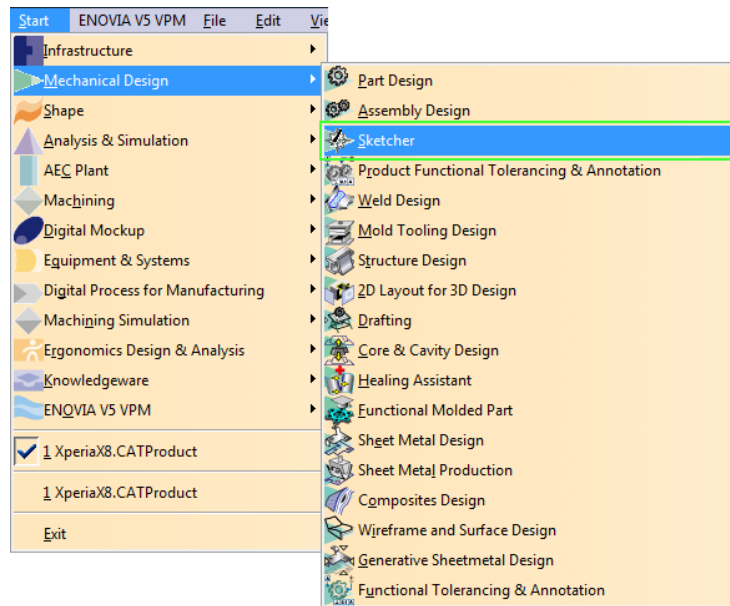 Start ENOVIA V5 VPM File Edit Vie
Infrastructure
Mechanical Design
Shape
Analysis & Simulation
AEC Plant
Machining
Digital Mockup
Equipment & Systems
Digital Process for Manufacturing
Machining Simulation
Ergonomics Design & Analysis
Knowledgeware
ENOVIA V5 VPM
1 XperiaX8.CATProduct
1 XperiaX8.CATProduct
Exit
Part Design
Assembly Design
Sketcher
Product Functional Tolerancing & Annotation
Weld Design
Mold Tooling Design
Structure Design
2D Layout for 3D Design
Drafting
Core & Cavity Design
Healing Assistant
Functional Molded Part
Sheet Metal Design
Sheet Metal Production
Composites Design
Wireframe and Surface Design
Generative Sheetmetal Design
Functional Tolerancing & Annotation